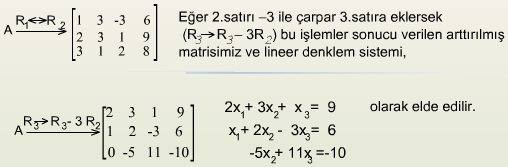 A R₁↔R₂ [1 3 -3 6
2 3 1 9
3 1 2 8]
Eğer 2.satırı –3 ile çarpar 3.satıra eklersek
(R₃→R₃– 3R₂) bu işlemler sonucu verilen arttırılmış
matrisimiz ve lineer denklem sistemi,
A R₃→R₃- 3 R₂ [2 3 1 9
1 2 -3 6
0 -5 11 -10]
2x₁+ 3x₂+ x₃= 9 olarak elde edilir.
x₁+ 2x₂ - 3x₃= 6
-5x₂+ 11x₃=-10